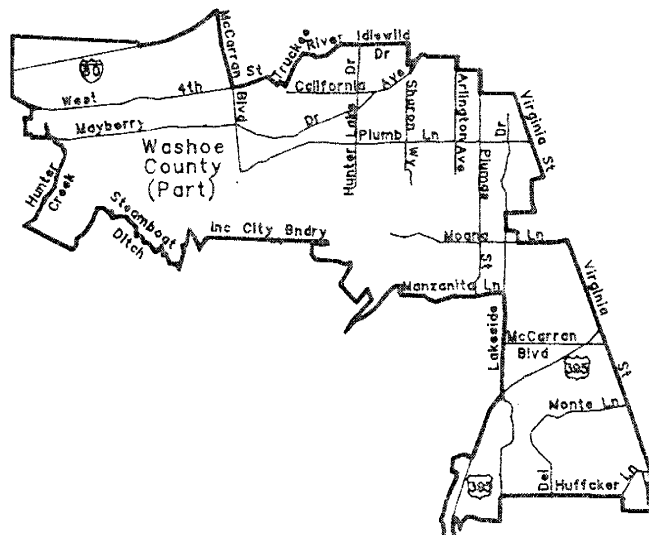 McCarran
Blvd
80
West 4th St
Truckee River
Idlewild Dr
California Ave
Mayberry Dr
Hunter Lake Dr
Sharon Wy.
Arlington Ave
Plumb Ln
Plumas St
Virginia St
Washoe
County
(Part)
Hunter
Creek
Steamboat
Ditch
Inc City Bndry
Moana Ln
Manzanita Ln
Lakeside Dr
McCarran
Blvd
395
Virginia St
Del Monte Ln
395
Huffcker Ln